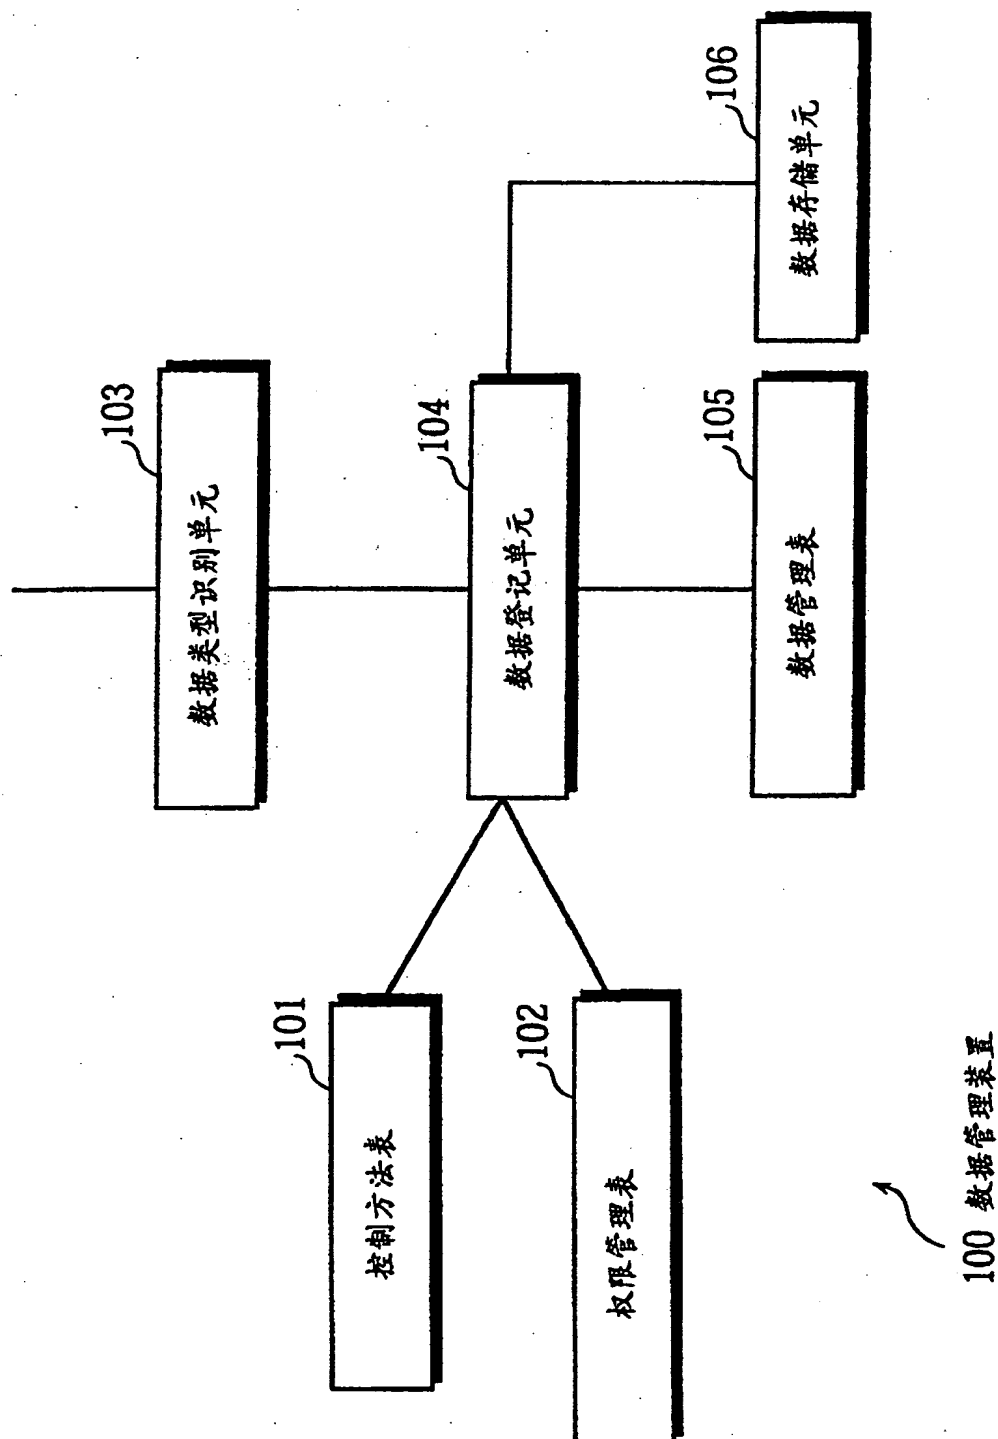 101
控制方法表
102
权限管理表
103
数据类型识别单元
104
数据登记单元
105
数据管理表
106
数据存储单元
100 数据管理装置